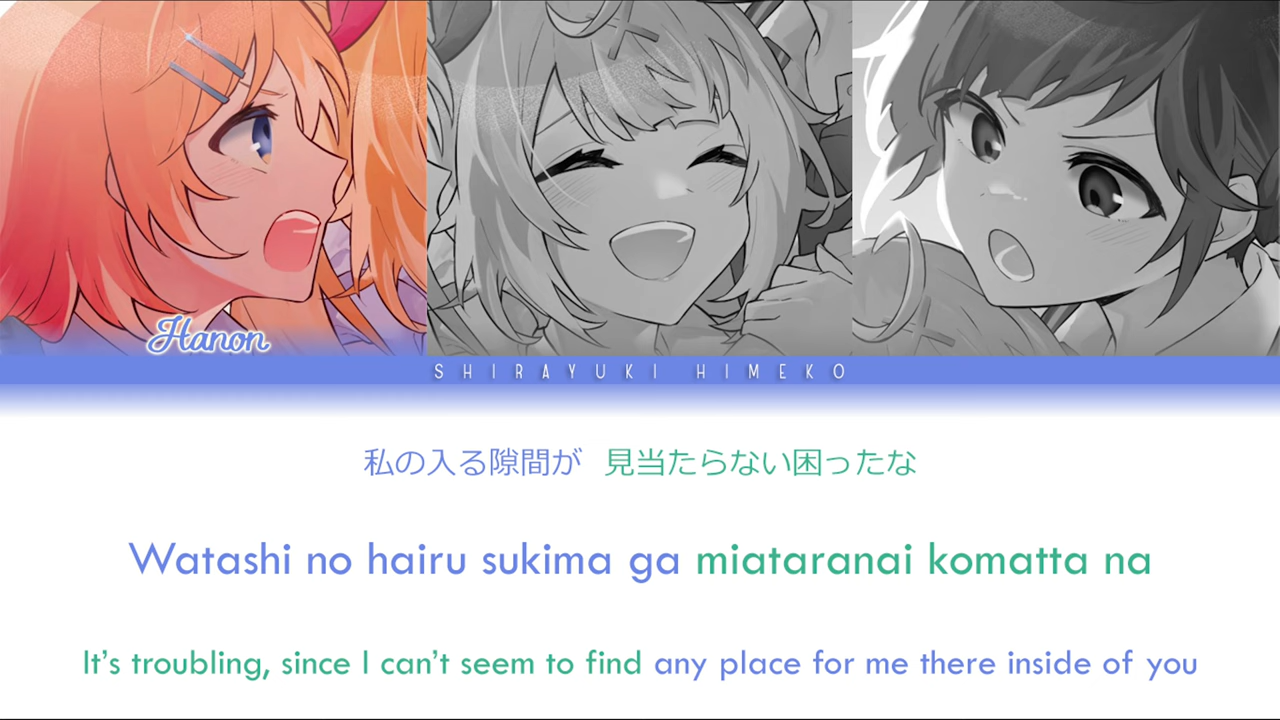 Hanon
SHIRAYUKI HIMEKO
私の入る隙間が 見当たらない困ったな
Watashi no hairu sukima ga miataranai komatta na
It's troubling, since I can't seem to find any place for me there inside of you